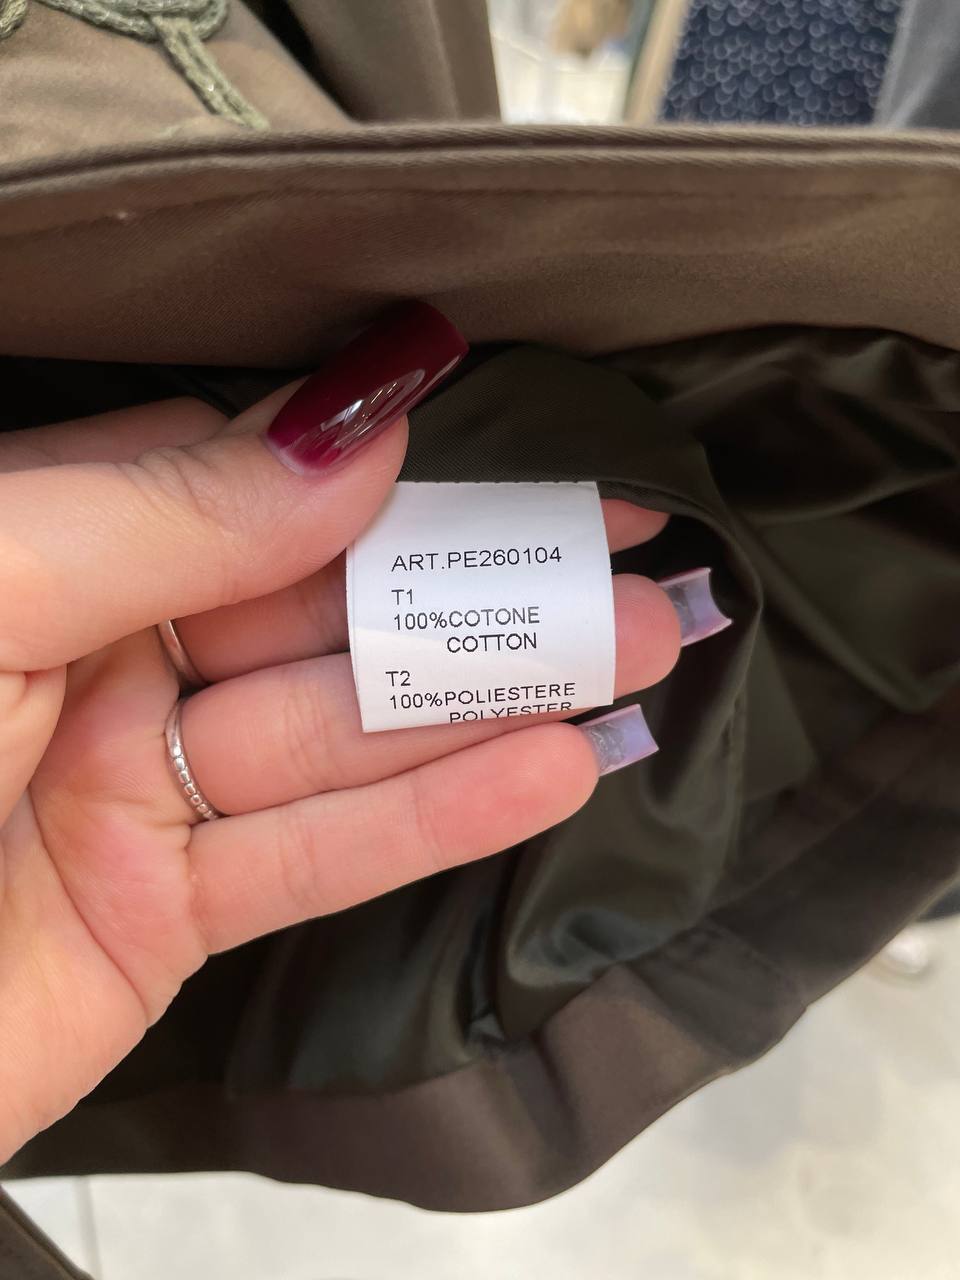 ART.PE260104
T1
100%COTONE
COTTON
T2
100%POLIESTERE
POLYESTER